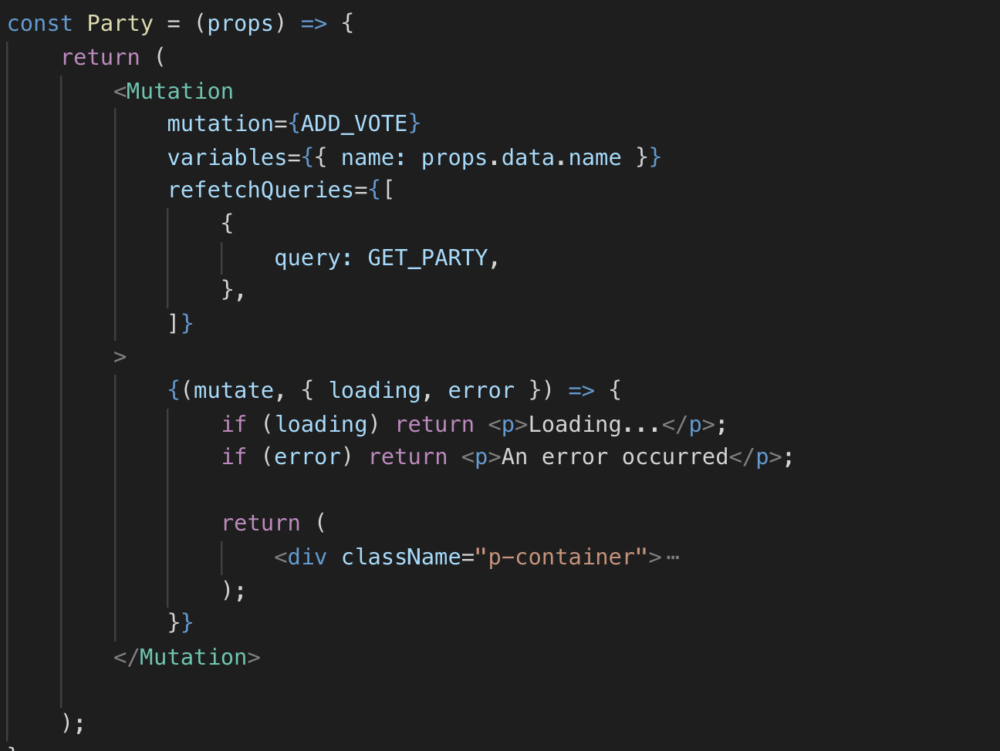 const Party = (props) => {
    return (
        <Mutation
            mutation={ADD_VOTE}
            variables={{ name: props.data.name }}
            refetchQueries={[
                {
                    query: GET_PARTY,
                },
            ]}
        >
            {(mutate, { loading, error }) => {
                if (loading) return <p>Loading...</p>;
                if (error) return <p>An error occurred</p>;

                return (
                    <div className="p-container">⋯
                );
            }}
        </Mutation>

    );
}